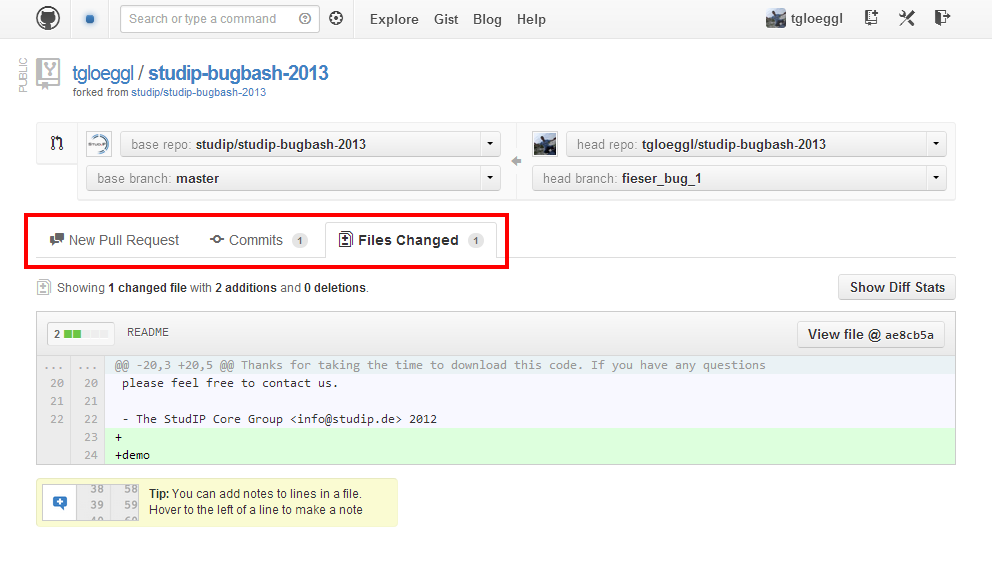 Search or type a command
Explore Gist Blog Help
tgloeggl
PUBLIC
tgloeggl / studip-bugbash-2013
forked from studip/studip-bugbash-2013
base repo: studip/studip-bugbash-2013
head repo: tgloeggl/studip-bugbash-2013
base branch: master
head branch: fieser_bug_1
New Pull Request Commits 1 Files Changed 1
Showing 1 changed file with 2 additions and 0 deletions.
Show Diff Stats
2 README
View file @ ae8cb5a
... ... @@ -20,3 +20,5 @@ Thanks for taking the time to download this code. If you have any questions
20 20 please feel free to contact us.
21 21
22 22 - The StudIP Core Group <info@studip.de> 2012
23 +
24 +demo
38 58
39 59
Tip: You can add notes to lines in a file.
Hover to the left of a line to make a note